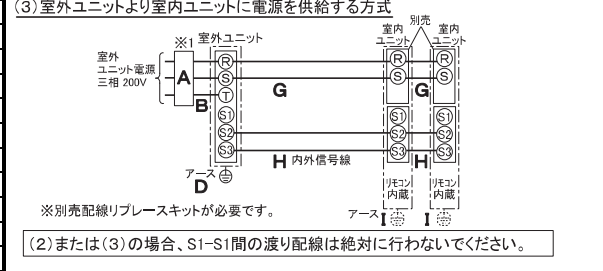 (3)室外ユニットより室内ユニットに電源を供給する方式
別売
※1 室外ユニット
室内ユニット 室内ユニット
室外
ユニット電源
三相 200V
A
B
R
S
T
S1
S2
S3
G
R
S
S1
S2
S3
G
R
S
S1
S2
S3
H 内外信号線
H
アース
D
リモコン内蔵 リモコン内蔵
※別売配線リプレースキットが必要です。
アース I I
(2)または(3)の場合、S1-S1間の渡り配線は絶対に行わないでください。